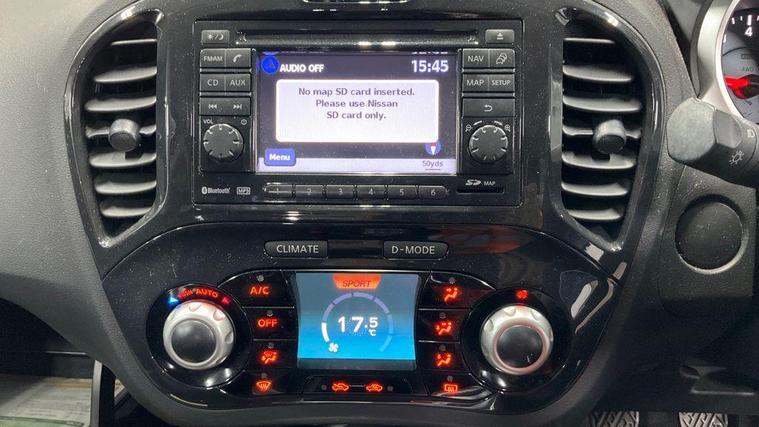 AUDIO OFF
15:45
FM·AM
NAV
CD
AUX
MAP
SETUP
No map SD card inserted.
Please use Nissan
SD card only.
VOL
Menu
50yds
Bluetooth
MP3
1 2 3 4 5 6
SD MAP
CLIMATE
D-MODE
AUTO
A/C
SPORT
OFF
17.5
°C
4